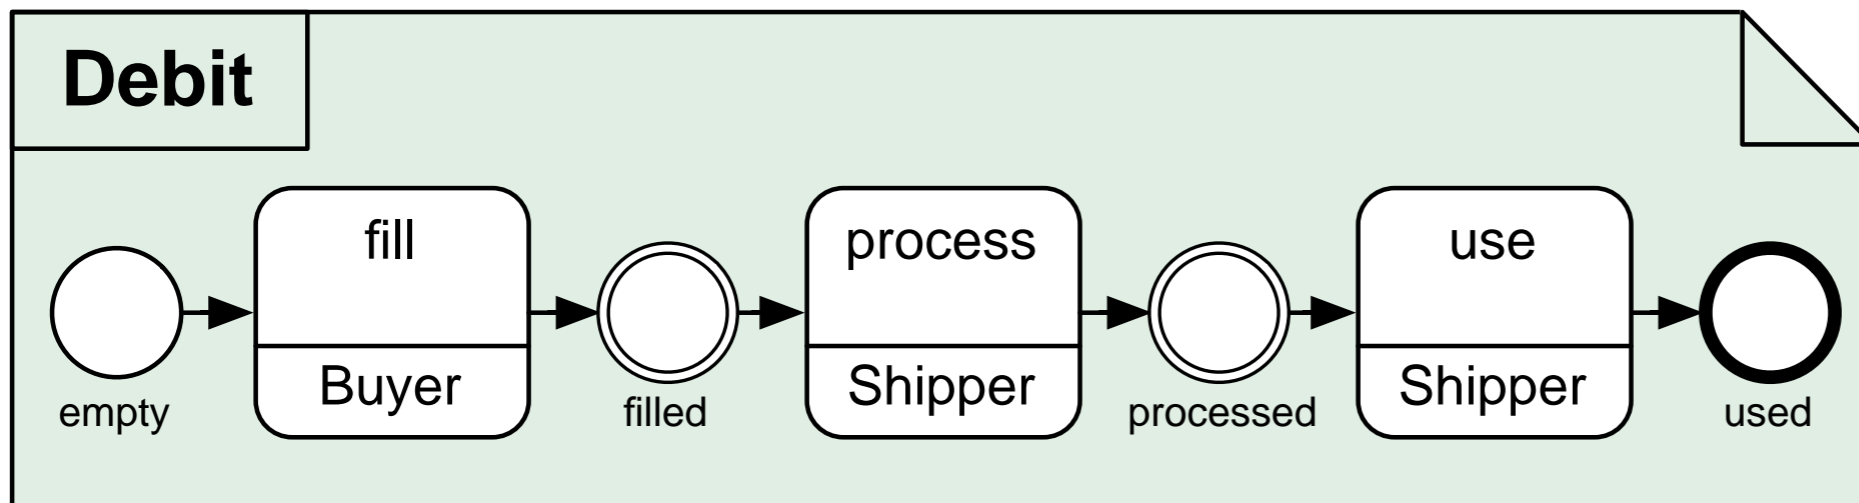 Debit
fill
process
use
Buyer
Shipper
Shipper
empty
filled
processed
used